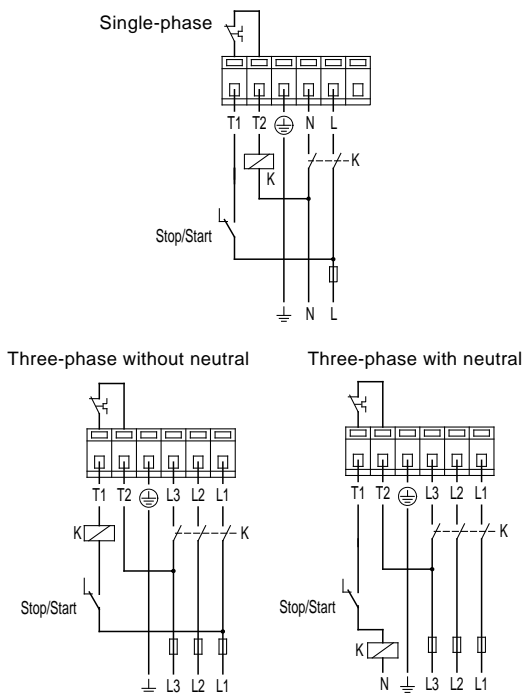 Single-phase
T1 T2 N L
K
K
Stop/Start
N L
Three-phase without neutral
T1 T2 L3 L2 L1
K
K
Stop/Start
L3 L2 L1
Three-phase with neutral
T1 T2 L3 L2 L1
K
Stop/Start
K
N L3 L2 L1